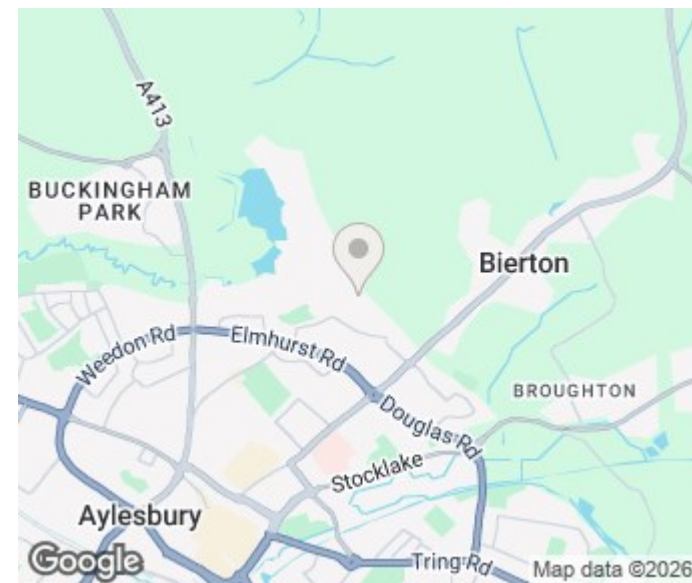 A413
BUCKINGHAM
PARK
Bierton
Weedon Rd
Elmhurst Rd
BROUGHTON
Douglas Rd
Stocklake
Aylesbury
Tring Rd
Google
Map data ©2026